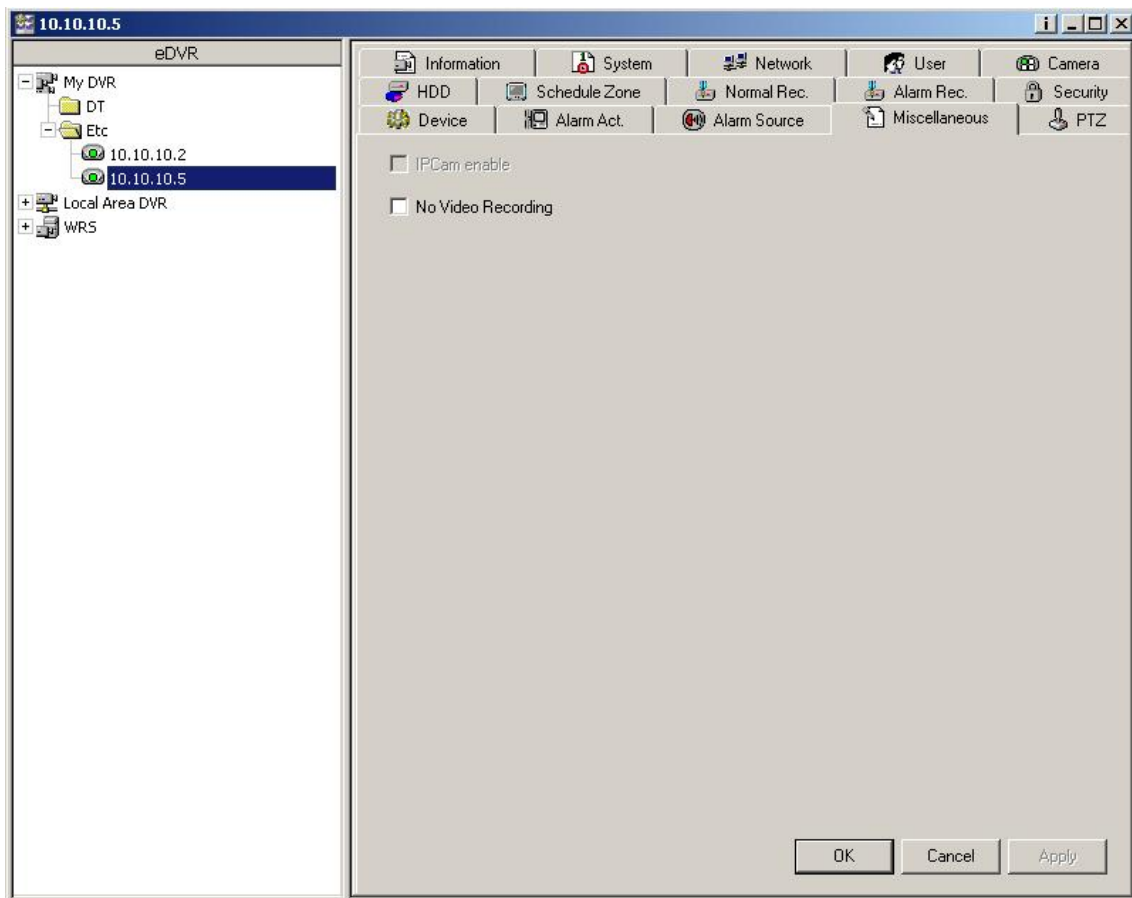 10.10.10.5
eDVR
My DVR
DT
Etc
10.10.10.2
10.10.10.5
Local Area DVR
WRS
Information System Network User Camera
HDD Schedule Zone Normal Rec. Alarm Rec. Security
Device Alarm Act. Alarm Source Miscellaneous PTZ
IPCam enable
No Video Recording
OK Cancel Apply